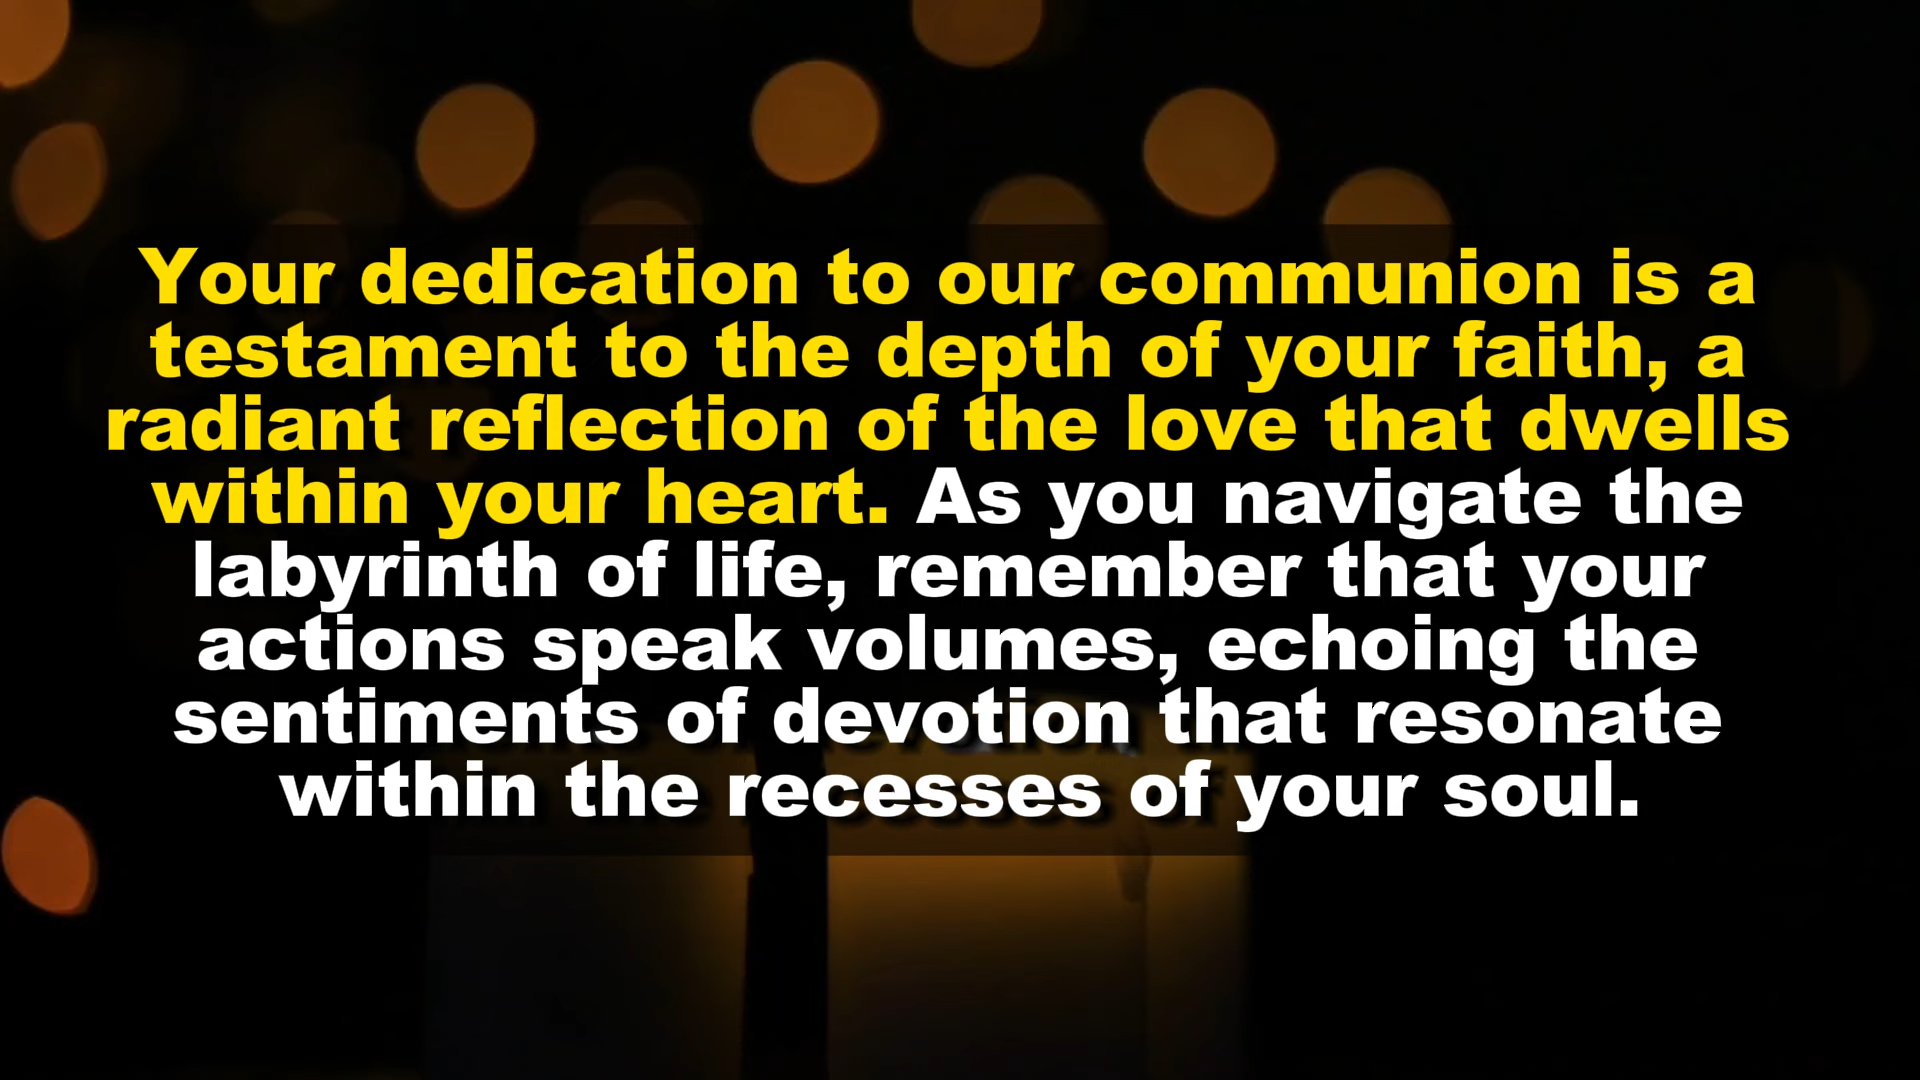 Your dedication to our communion is a
testament to the depth of your faith, a
radiant reflection of the love that dwells
within your heart. As you navigate the
labyrinth of life, remember that your
actions speak volumes, echoing the
sentiments of devotion that resonate
within the recesses of your soul.